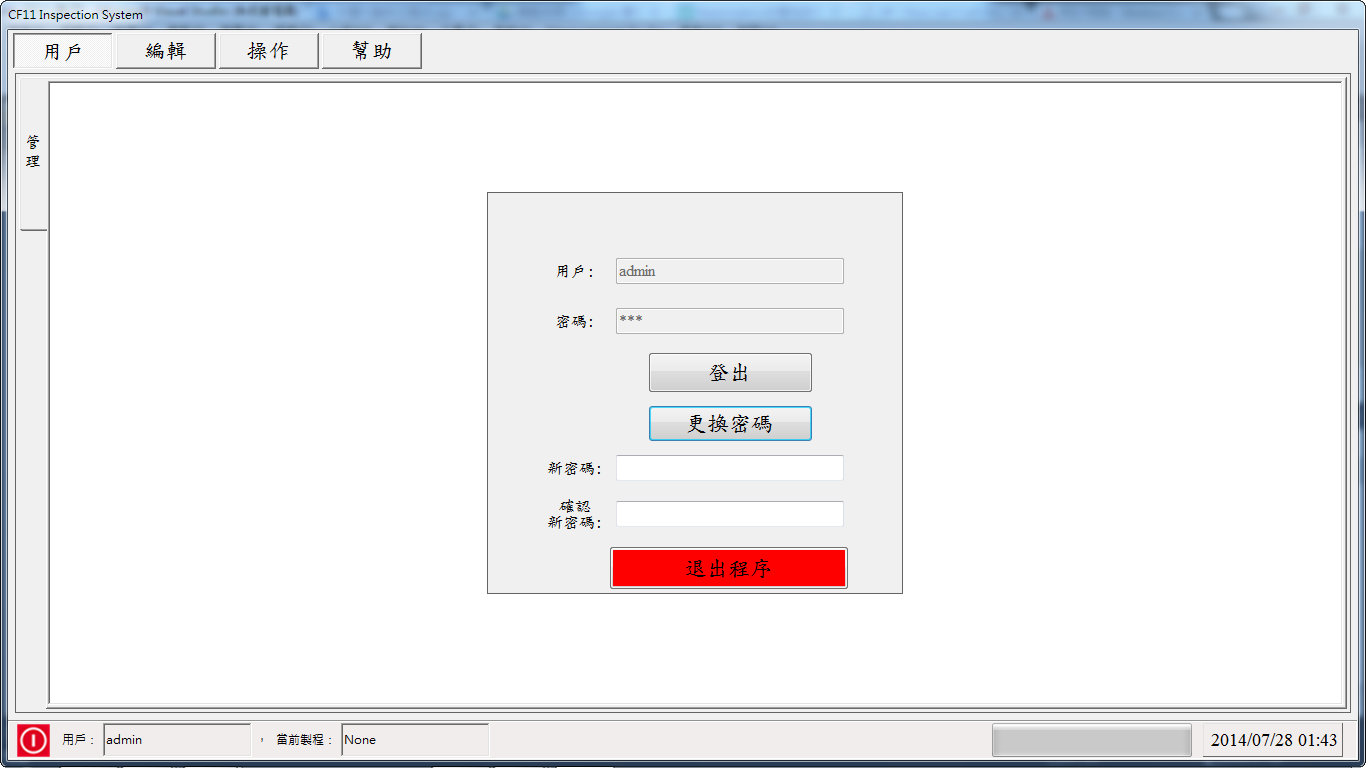 CF11 Inspection System
用戶
編輯
操作
幫助
管
理
用戶：
admin
密碼：
***
登出
更換密碼
新密碼：
確認
新密碼：
退出程序
用戶：
admin
，
當前製程：
None
2014/07/28 01:43